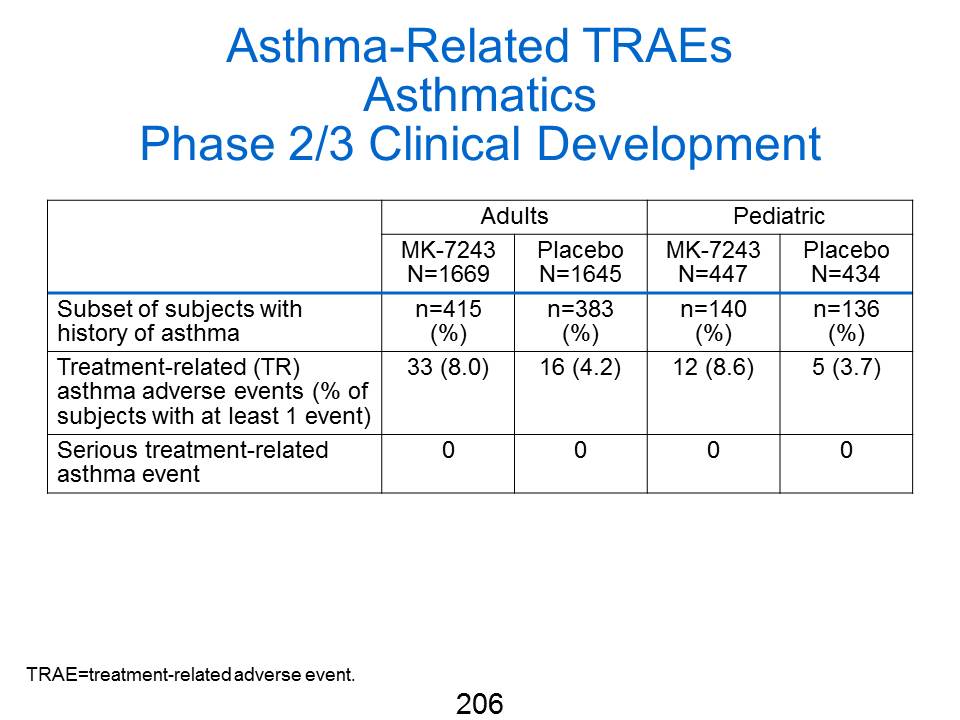 Asthma-Related TRAEs
Asthmatics
Phase 2/3 Clinical Development
Adults
Pediatric
MK-7243
N=1669
Placebo
N=1645
MK-7243
N=447
Placebo
N=434
Subset of subjects with
history of asthma
n=415
(%)
n=383
(%)
n=140
(%)
n=136
(%)
Treatment-related (TR)
asthma adverse events (% of
subjects with at least 1 event)
33 (8.0)
16 (4.2)
12 (8.6)
5 (3.7)
Serious treatment-related
asthma event
0
0
0
0
TRAE=treatment-related adverse event.
206